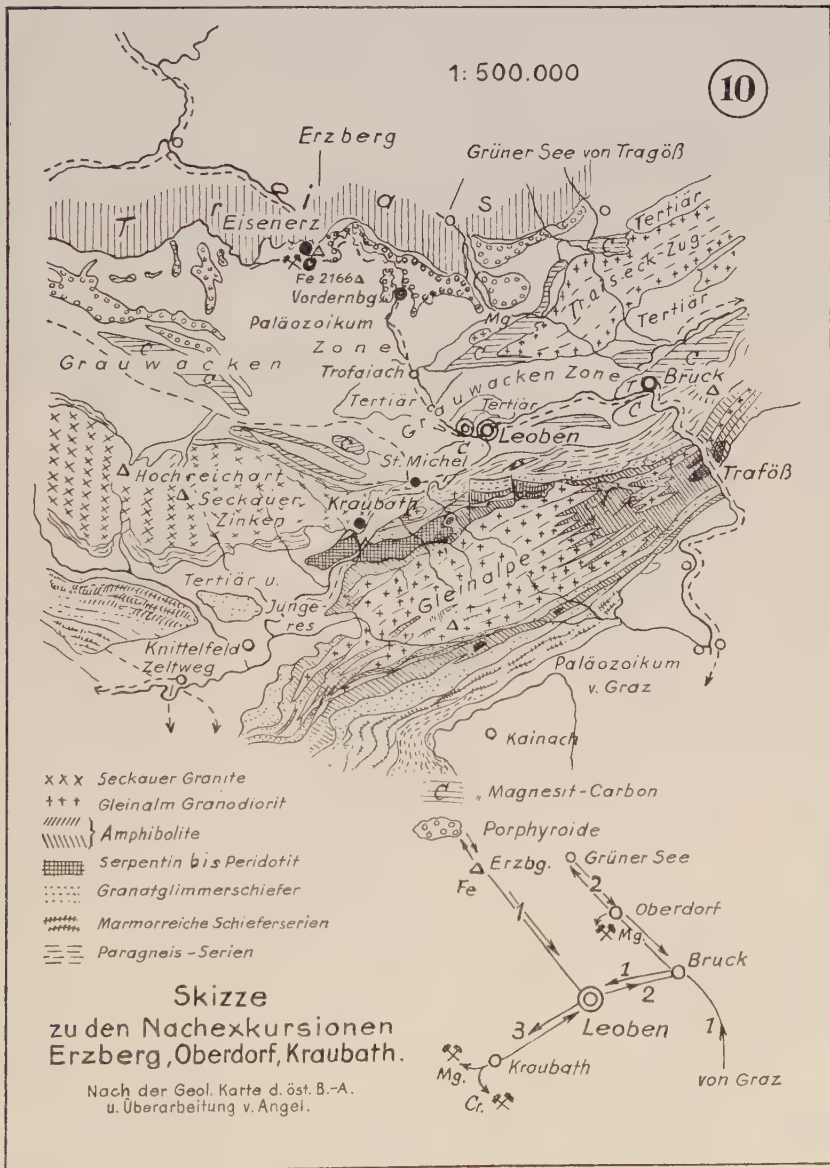 1: 500.000
10
Erzberg
Grüner See von Tragöß
T r i a s
Eisenerz
Tertiär
Fe 2166
Vordernbg.
Traseck-Zug
Mg.
Tertiär
Paläozoikum
Zone
Grauwacken
C
C
C
C
C
Trofaiach
Grauwacken Zone
T
Bruck
Tertiär
Tertiär
C
C
Leoben
C
St. Michel
Hochreichart
Seckauer
Zinken
Kraubath
Traföß
Gleinalpe
Tertiär u.
Junge-
res
Knittelfeld
Zeltweg
Paläozoikum
v. Graz
Kainach
xxx Seckauer Granite
+++ Gleinalm Granodiorit
} Amphibolite
Serpentin bis Peridotit
Granatglimmerschiefer
Marmorreiche Schieferserien
Paragneis-Serien
C „Magnesit-Carbon
Porphyroide
Erzbg.
Fe
Grüner See
2
Oberdorf
Mg.
1
Bruck
1
2
Leoben
3
1
Kraubath
Mg.
Cr.
von Graz
Skizze
zu den Nachexkursionen
Erzberg, Oberdorf, Kraubath.
Nach der Geol. Karte d. öst. B.-A.
u. Überarbeitung v. Angel.